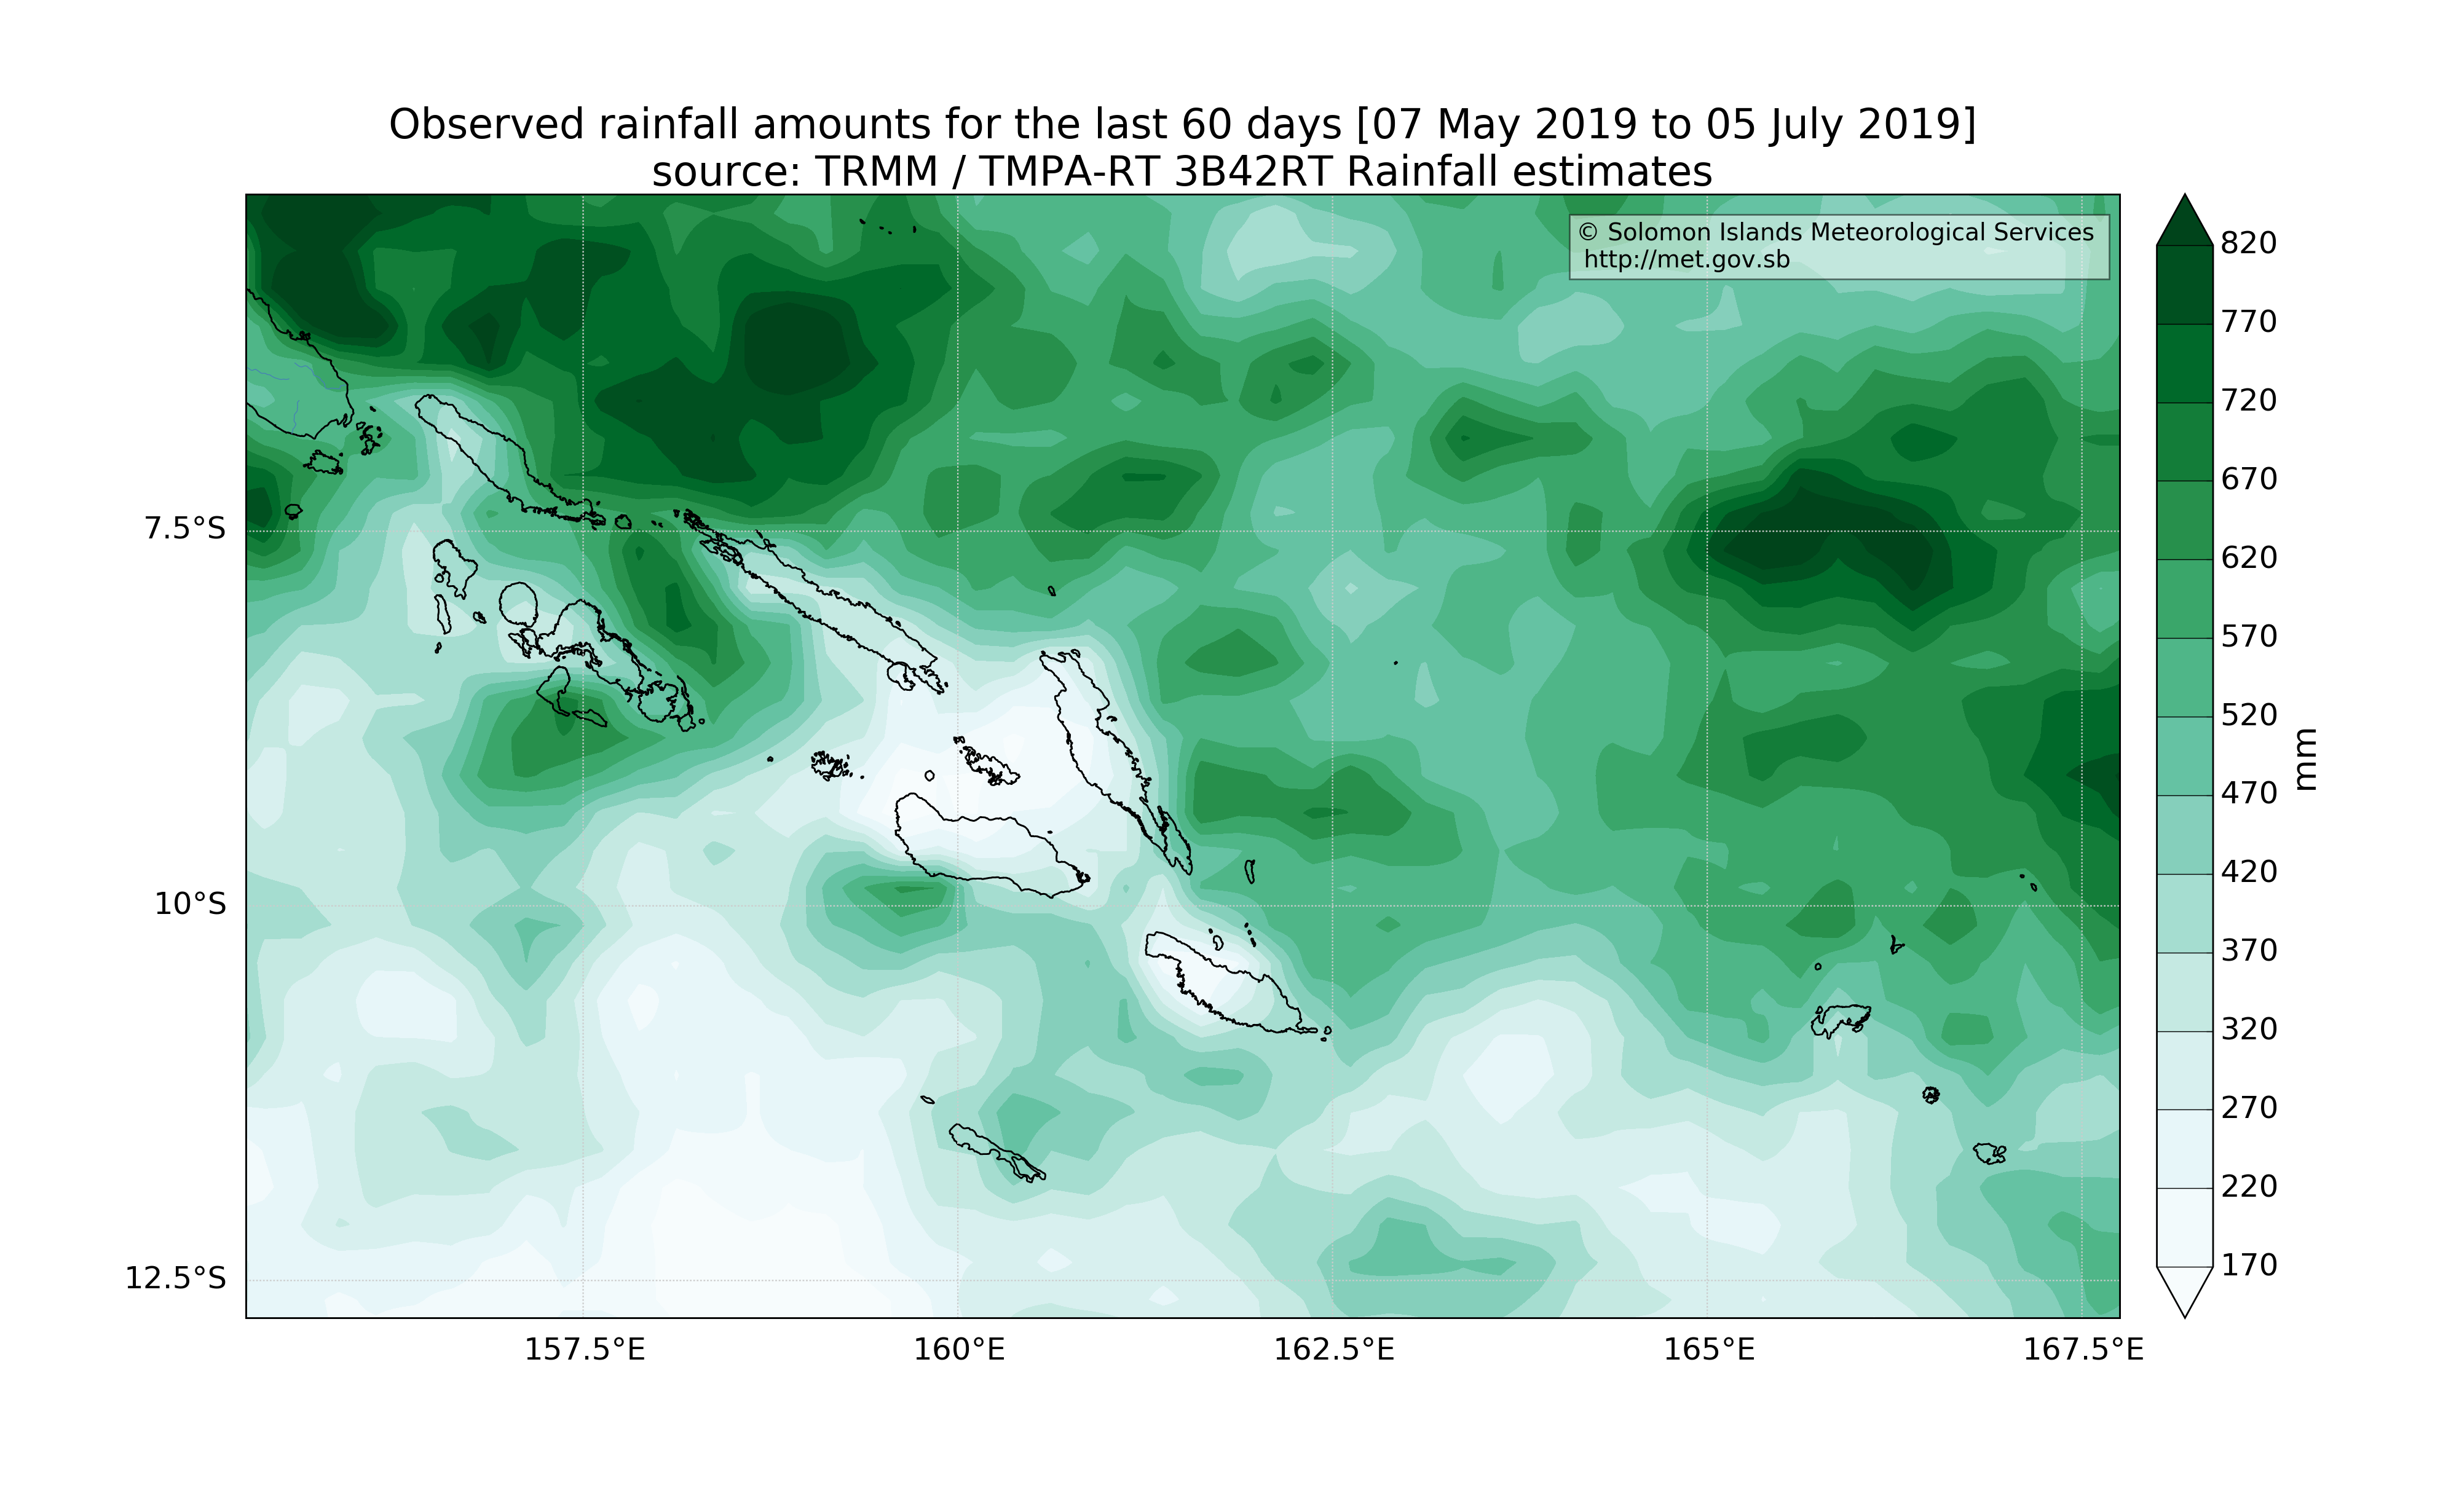 Observed rainfall amounts for the last 60 days [07 May 2019 to 05 July 2019]
source: TRMM / TMPA-RT 3B42RT Rainfall estimates
© Solomon Islands Meteorological Services
http://met.gov.sb
7.5°S
10°S
12.5°S
157.5°E
160°E
162.5°E
165°E
167.5°E
820
770
720
670
620
570
520
470
420
370
320
270
220
170
mm